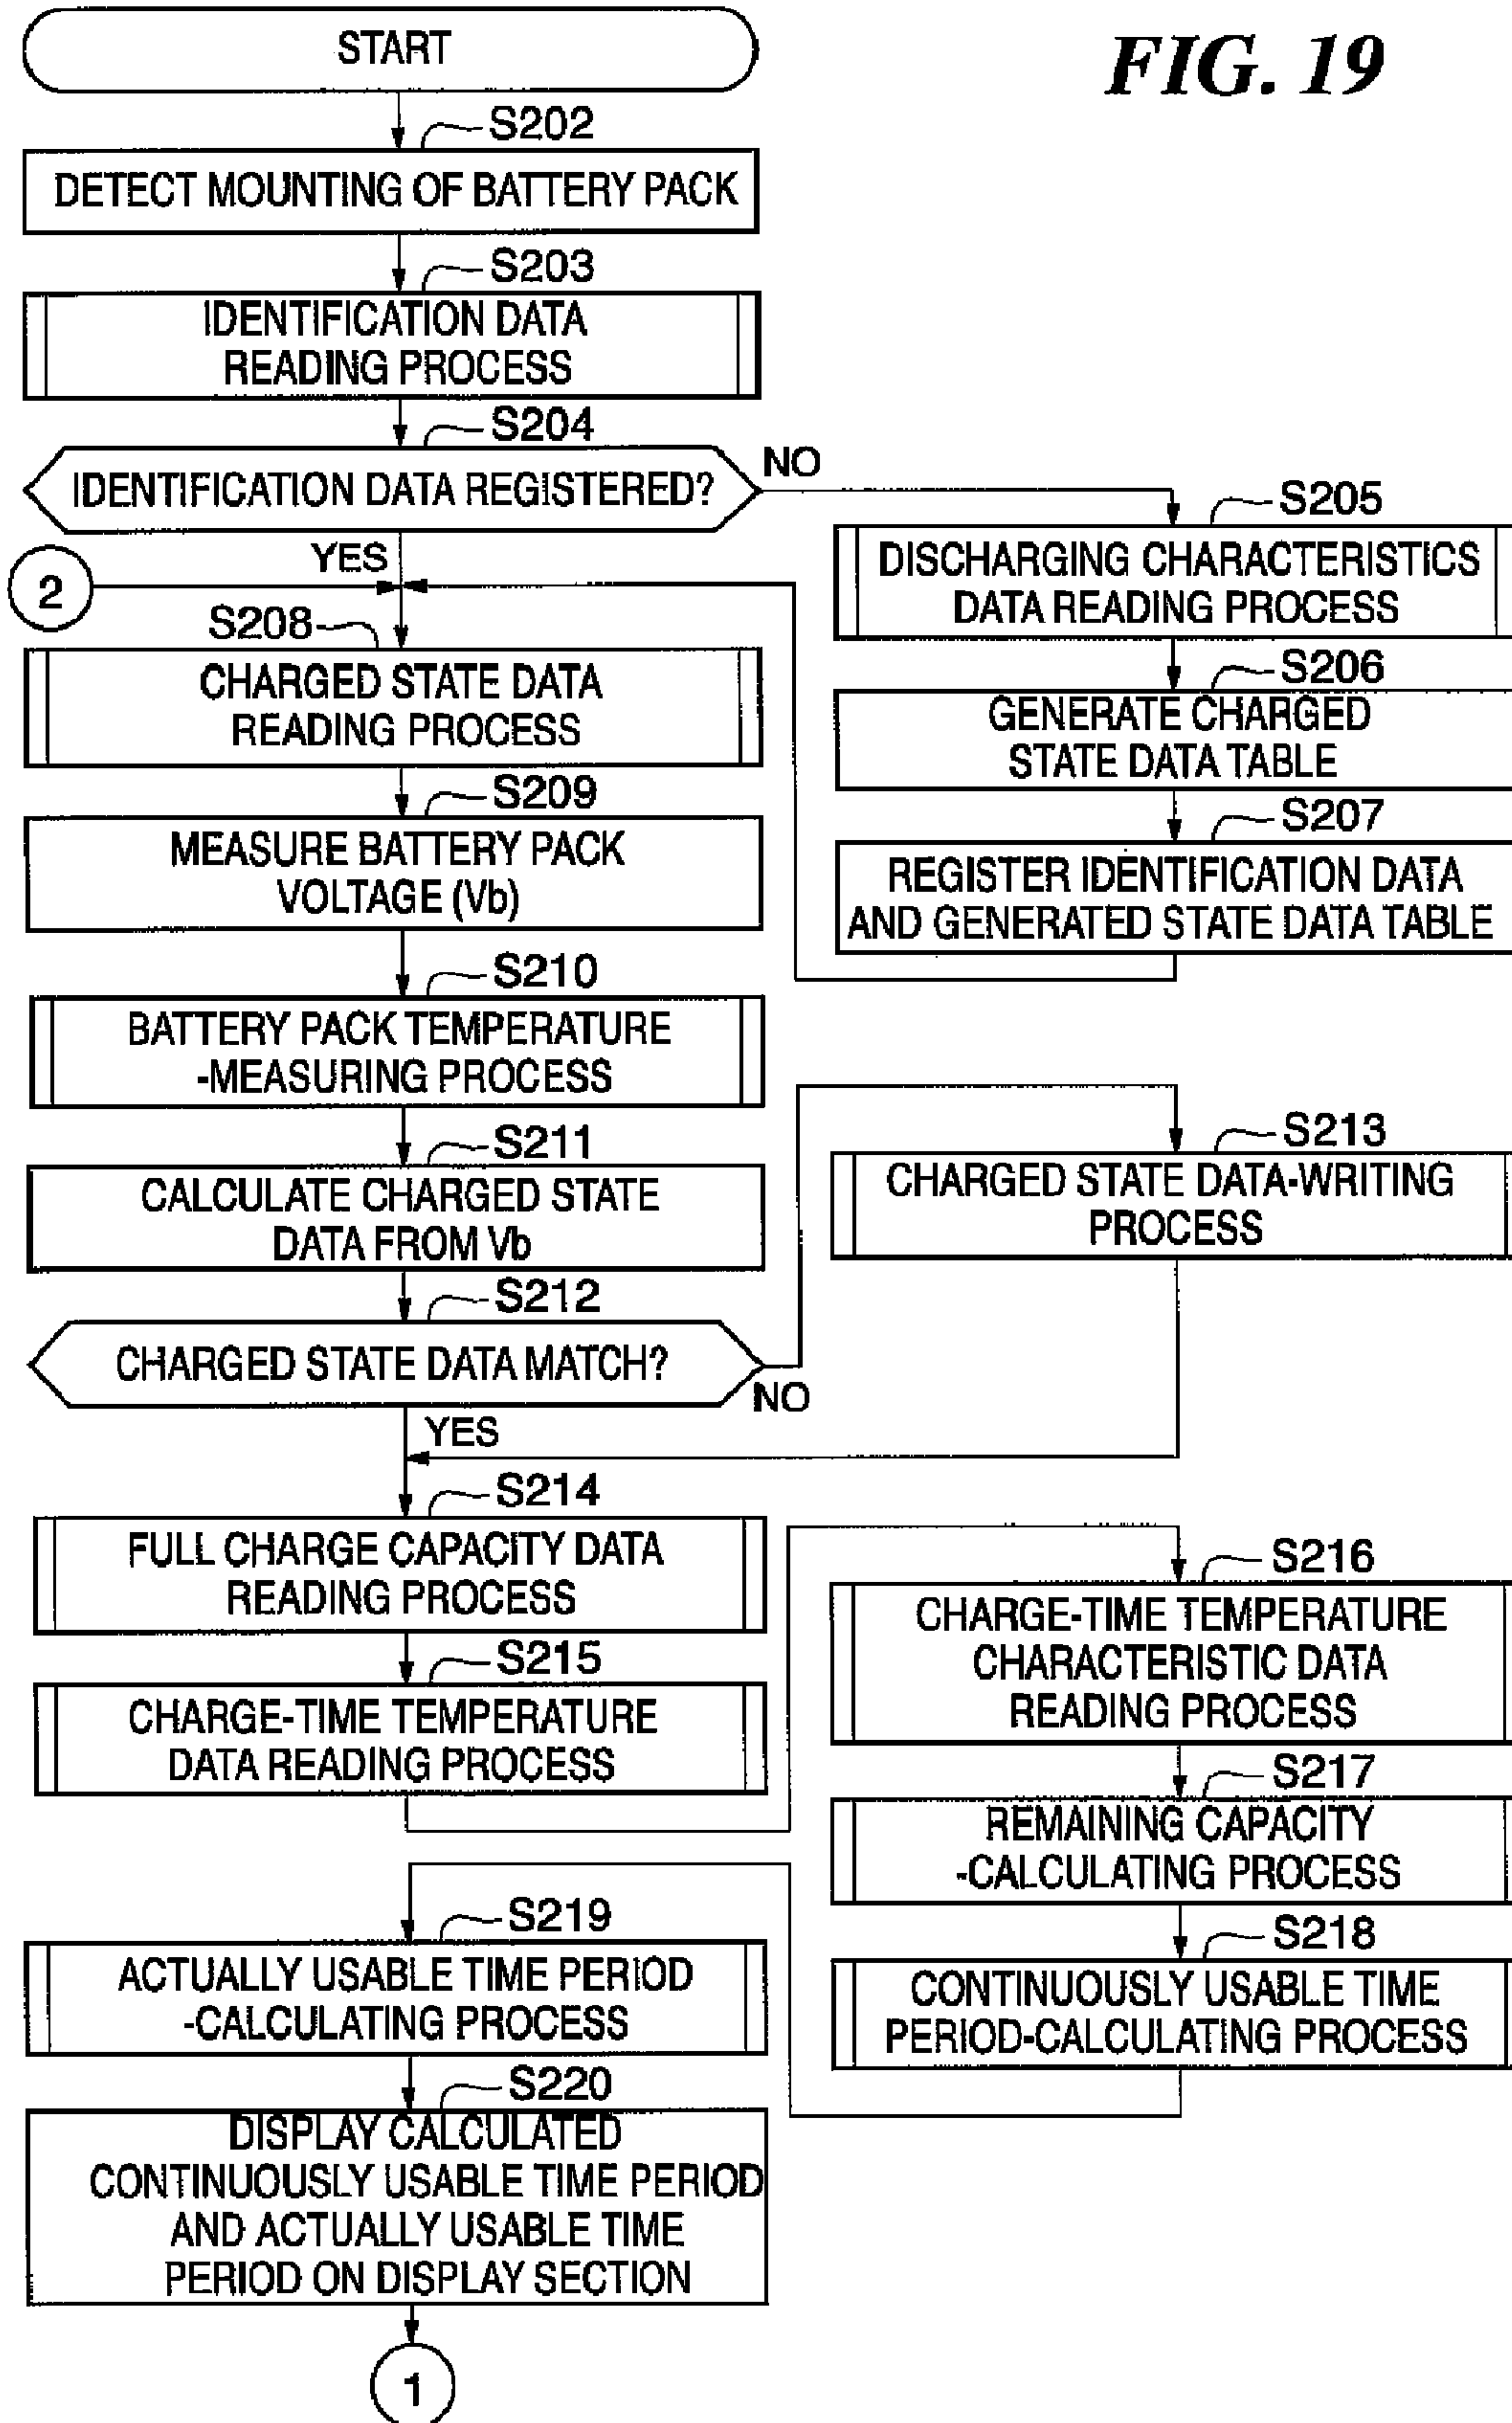 FIG. 19
START
S202
DETECT MOUNTING OF BATTERY PACK
S203
IDENTIFICATION DATA
READING PROCESS
S204
IDENTIFICATION DATA REGISTERED?
NO
YES
2
S205
DISCHARGING CHARACTERISTICS
DATA READING PROCESS
S206
GENERATE CHARGED
STATE DATA TABLE
S207
REGISTER IDENTIFICATION DATA
AND GENERATED STATE DATA TABLE
S208
CHARGED STATE DATA
READING PROCESS
S209
MEASURE BATTERY PACK
VOLTAGE (Vb)
S210
BATTERY PACK TEMPERATURE
-MEASURING PROCESS
S211
CALCULATE CHARGED STATE
DATA FROM Vb
S212
CHARGED STATE DATA MATCH?
NO
YES
S213
CHARGED STATE DATA-WRITING
PROCESS
S214
FULL CHARGE CAPACITY DATA
READING PROCESS
S215
CHARGE-TIME TEMPERATURE
DATA READING PROCESS
S216
CHARGE-TIME TEMPERATURE
CHARACTERISTIC DATA
READING PROCESS
S217
REMAINING CAPACITY
-CALCULATING PROCESS
S218
CONTINUOUSLY USABLE TIME
PERIOD-CALCULATING PROCESS
S219
ACTUALLY USABLE TIME PERIOD
-CALCULATING PROCESS
S220
DISPLAY CALCULATED
CONTINUOUSLY USABLE TIME PERIOD
AND ACTUALLY USABLE TIME
PERIOD ON DISPLAY SECTION
1